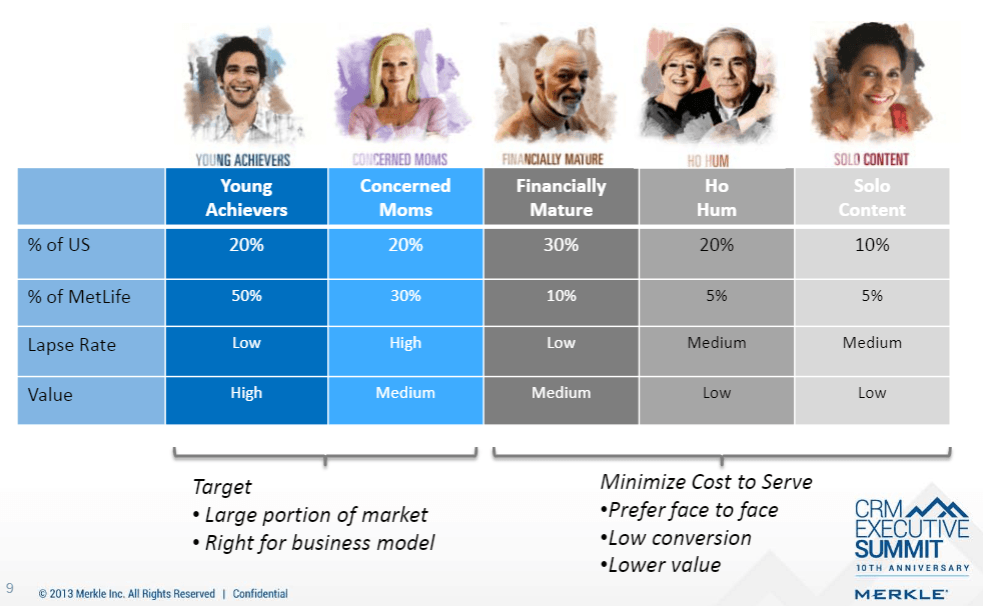 YOUNG ACHIEVERS
CONCERNED MOMS
FINANCIALLY MATURE
HO HUM
SOLO CONTENT
Young Achievers
Concerned Moms
Financially Mature
Ho Hum
Solo Content
% of US 20% 20% 30% 20% 10%
% of MetLife 50% 30% 10% 5% 5%
Lapse Rate Low High Low Medium Medium
Value High Medium Medium Low Low
Target
• Large portion of market
• Right for business model
Minimize Cost to Serve
•Prefer face to face
•Low conversion
•Lower value
CRM
EXECUTIVE
SUMMIT
10TH ANNIVERSARY
MERKLE
9 © 2013 Merkle Inc. All Rights Reserved | Confidential